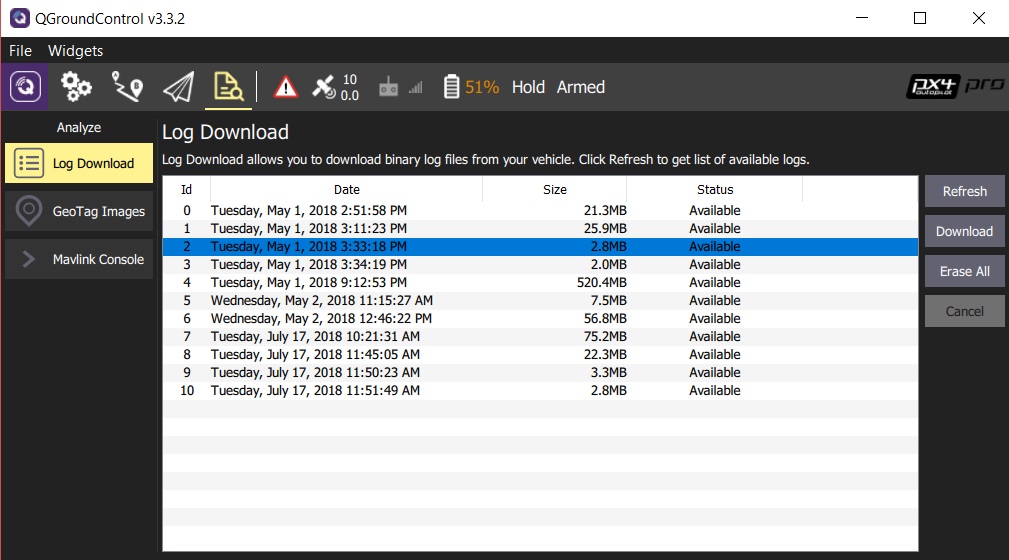 QGroundControl v3.3.2
File Widgets
10
0.0
51% Hold Armed
px4 pro
autopilot
Analyze
Log Download
GeoTag Images
Mavlink Console
Log Download
Log Download allows you to download binary log files from your vehicle. Click Refresh to get list of available logs.
Id Date Size Status
0 Tuesday, May 1, 2018 2:51:58 PM 21.3MB Available
1 Tuesday, May 1, 2018 3:11:23 PM 25.9MB Available
2 Tuesday, May 1, 2018 3:33:18 PM 2.8MB Available
3 Tuesday, May 1, 2018 3:34:19 PM 2.0MB Available
4 Tuesday, May 1, 2018 9:12:53 PM 520.4MB Available
5 Wednesday, May 2, 2018 11:15:27 AM 7.5MB Available
6 Wednesday, May 2, 2018 12:46:22 PM 56.8MB Available
7 Tuesday, July 17, 2018 10:21:31 AM 75.2MB Available
8 Tuesday, July 17, 2018 11:45:05 AM 22.3MB Available
9 Tuesday, July 17, 2018 11:50:23 AM 3.3MB Available
10 Tuesday, July 17, 2018 11:51:49 AM 2.8MB Available
Refresh
Download
Erase All
Cancel